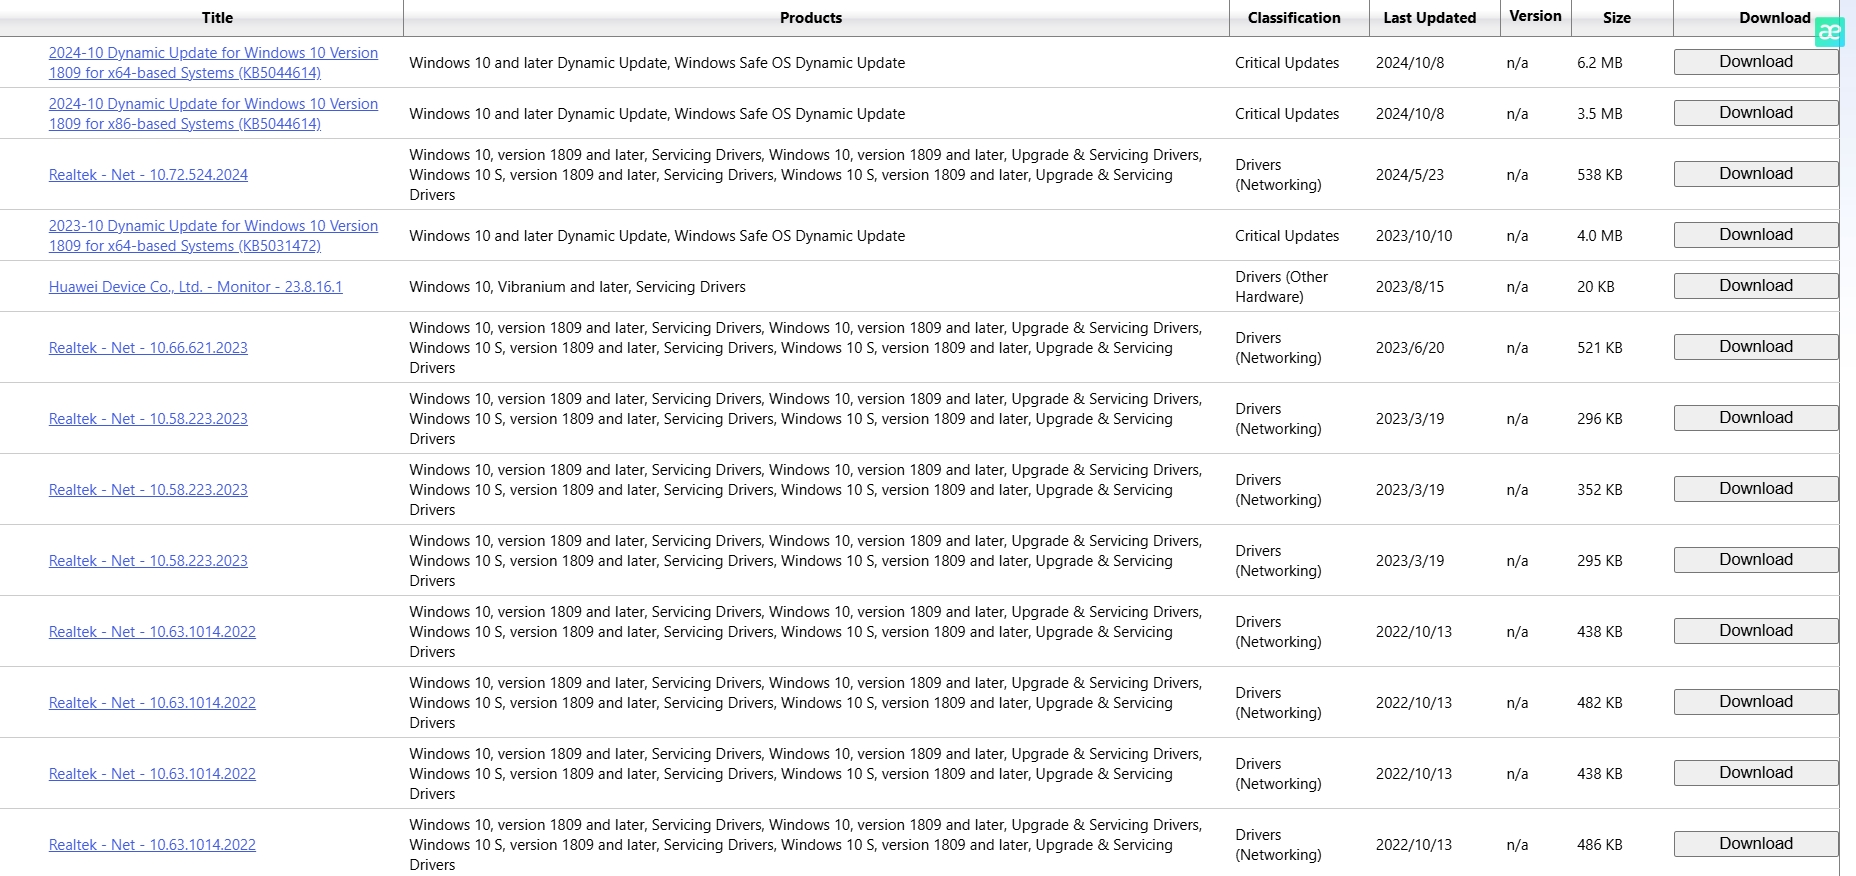 Title Products Classification Last Updated Version Size Download
æ
2024-10 Dynamic Update for Windows 10 Version
1809 for x64-based Systems (KB5044614)
Windows 10 and later Dynamic Update, Windows Safe OS Dynamic Update
Critical Updates
2024/10/8
n/a
6.2 MB
Download
2024-10 Dynamic Update for Windows 10 Version
1809 for x86-based Systems (KB5044614)
Windows 10 and later Dynamic Update, Windows Safe OS Dynamic Update
Critical Updates
2024/10/8
n/a
3.5 MB
Download
Realtek - Net - 10.72.524.2024
Windows 10, version 1809 and later, Servicing Drivers, Windows 10, version 1809 and later, Upgrade & Servicing Drivers,
Windows 10 S, version 1809 and later, Servicing Drivers, Windows 10 S, version 1809 and later, Upgrade & Servicing
Drivers
Drivers
(Networking)
2024/5/23
n/a
538 KB
Download
2023-10 Dynamic Update for Windows 10 Version
1809 for x64-based Systems (KB5031472)
Windows 10 and later Dynamic Update, Windows Safe OS Dynamic Update
Critical Updates
2023/10/10
n/a
4.0 MB
Download
Huawei Device Co., Ltd. - Monitor - 23.8.16.1
Windows 10, Vibranium and later, Servicing Drivers
Drivers (Other
Hardware)
2023/8/15
n/a
20 KB
Download
Realtek - Net - 10.66.621.2023
Windows 10, version 1809 and later, Servicing Drivers, Windows 10, version 1809 and later, Upgrade & Servicing Drivers,
Windows 10 S, version 1809 and later, Servicing Drivers, Windows 10 S, version 1809 and later, Upgrade & Servicing
Drivers
Drivers
(Networking)
2023/6/20
n/a
521 KB
Download
Realtek - Net - 10.58.223.2023
Windows 10, version 1809 and later, Servicing Drivers, Windows 10, version 1809 and later, Upgrade & Servicing Drivers,
Windows 10 S, version 1809 and later, Servicing Drivers, Windows 10 S, version 1809 and later, Upgrade & Servicing
Drivers
Drivers
(Networking)
2023/3/19
n/a
296 KB
Download
Realtek - Net - 10.58.223.2023
Windows 10, version 1809 and later, Servicing Drivers, Windows 10, version 1809 and later, Upgrade & Servicing Drivers,
Windows 10 S, version 1809 and later, Servicing Drivers, Windows 10 S, version 1809 and later, Upgrade & Servicing
Drivers
Drivers
(Networking)
2023/3/19
n/a
352 KB
Download
Realtek - Net - 10.58.223.2023
Windows 10, version 1809 and later, Servicing Drivers, Windows 10, version 1809 and later, Upgrade & Servicing Drivers,
Windows 10 S, version 1809 and later, Servicing Drivers, Windows 10 S, version 1809 and later, Upgrade & Servicing
Drivers
Drivers
(Networking)
2023/3/19
n/a
295 KB
Download
Realtek - Net - 10.63.1014.2022
Windows 10, version 1809 and later, Servicing Drivers, Windows 10, version 1809 and later, Upgrade & Servicing Drivers,
Windows 10 S, version 1809 and later, Servicing Drivers, Windows 10 S, version 1809 and later, Upgrade & Servicing
Drivers
Drivers
(Networking)
2022/10/13
n/a
438 KB
Download
Realtek - Net - 10.63.1014.2022
Windows 10, version 1809 and later, Servicing Drivers, Windows 10, version 1809 and later, Upgrade & Servicing Drivers,
Windows 10 S, version 1809 and later, Servicing Drivers, Windows 10 S, version 1809 and later, Upgrade & Servicing
Drivers
Drivers
(Networking)
2022/10/13
n/a
482 KB
Download
Realtek - Net - 10.63.1014.2022
Windows 10, version 1809 and later, Servicing Drivers, Windows 10, version 1809 and later, Upgrade & Servicing Drivers,
Windows 10 S, version 1809 and later, Servicing Drivers, Windows 10 S, version 1809 and later, Upgrade & Servicing
Drivers
Drivers
(Networking)
2022/10/13
n/a
438 KB
Download
Realtek - Net - 10.63.1014.2022
Windows 10, version 1809 and later, Servicing Drivers, Windows 10, version 1809 and later, Upgrade & Servicing Drivers,
Windows 10 S, version 1809 and later, Servicing Drivers, Windows 10 S, version 1809 and later, Upgrade & Servicing
Drivers
Drivers
(Networking)
2022/10/13
n/a
486 KB
Download